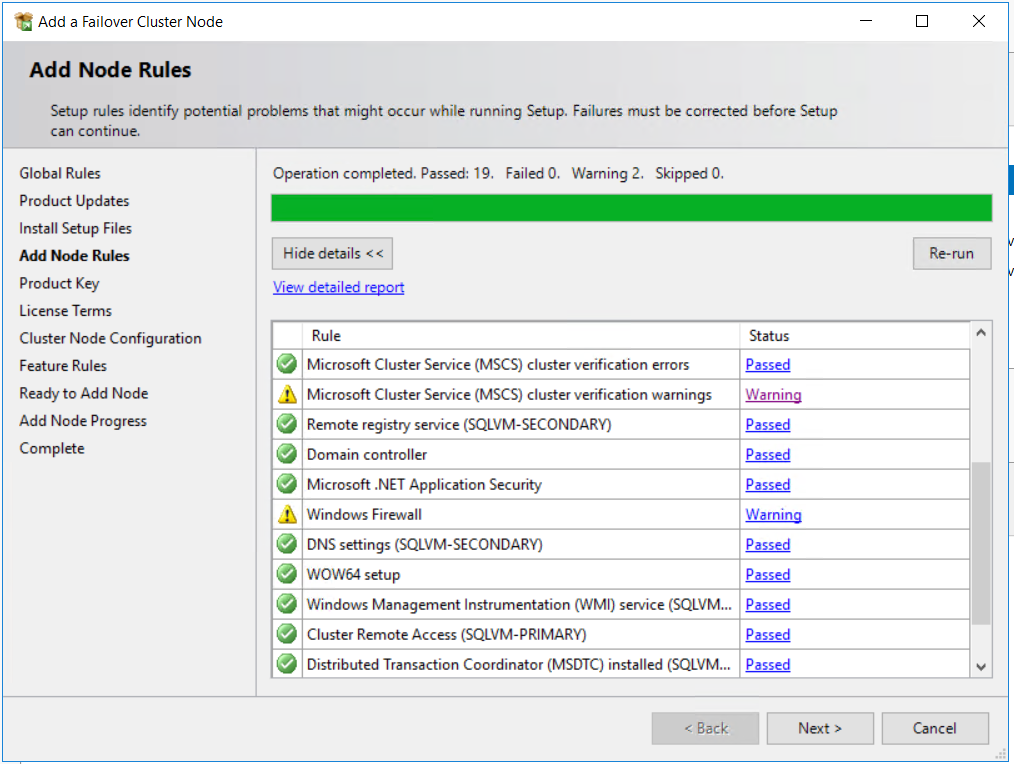 Add a Failover Cluster Node
Add Node Rules
Setup rules identify potential problems that might occur while running Setup. Failures must be corrected before Setup
can continue.
Global Rules
Product Updates
Install Setup Files
Add Node Rules
Product Key
License Terms
Cluster Node Configuration
Feature Rules
Ready to Add Node
Add Node Progress
Complete
Operation completed. Passed: 19.   Failed 0.   Warning 2.   Skipped 0.
Hide details <<
Re-run
View detailed report
Rule Status
Microsoft Cluster Service (MSCS) cluster verification errors Passed
Microsoft Cluster Service (MSCS) cluster verification warnings Warning
Remote registry service (SQLVM-SECONDARY) Passed
Domain controller Passed
Microsoft .NET Application Security Passed
Windows Firewall Warning
DNS settings (SQLVM-SECONDARY) Passed
WOW64 setup Passed
Windows Management Instrumentation (WMI) service (SQLVM... Passed
Cluster Remote Access (SQLVM-PRIMARY) Passed
Distributed Transaction Coordinator (MSDTC) installed (SQLVM... Passed
< Back
Next >
Cancel